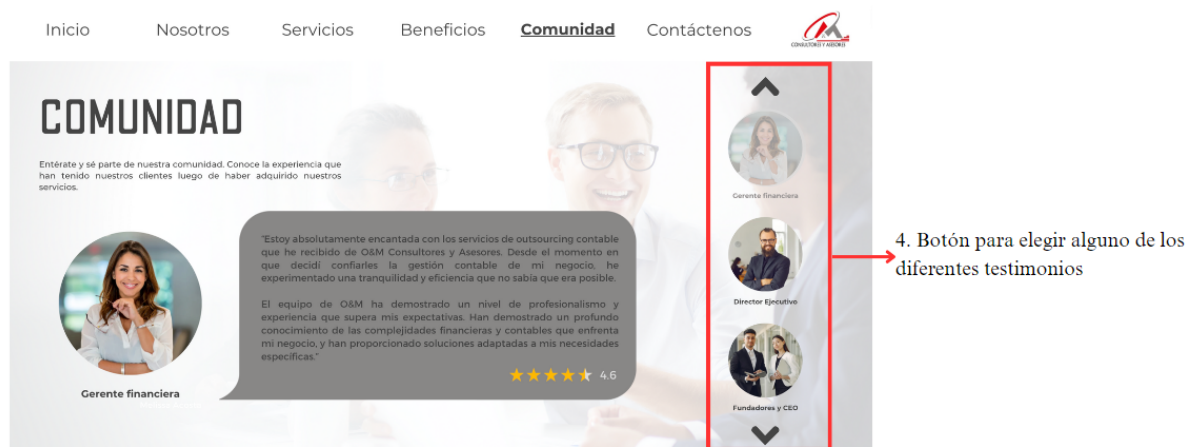 Inicio Nosotros Servicios Beneficios Comunidad Contáctenos
CONSULTORES Y ASESORES
COMUNIDAD
Entérate y sé parte de nuestra comunidad. Conoce la experiencia que
han tenido nuestros clientes luego de haber adquirido nuestros
servicios.
"Estoy absolutamente encantada con los servicios de outsourcing contable
que he recibido de O&M Consultores y Asesores. Desde el momento en
que decidí confiarles la gestión contable de mi negocio, he
experimentado una tranquilidad y eficiencia que no sabía que era posible.
El equipo de O&M ha demostrado un nivel de profesionalismo y
experiencia que supera mis expectativas. Han demostrado un profundo
conocimiento de las complejidades financieras y contables que enfrenta
mi negocio, y han proporcionado soluciones adaptadas a mis necesidades
específicas."
4.6
Gerente financiera
Gerente financiera
Director Ejecutivo
Fundadores y CEO
4. Botón para elegir alguno de los
diferentes testimonios